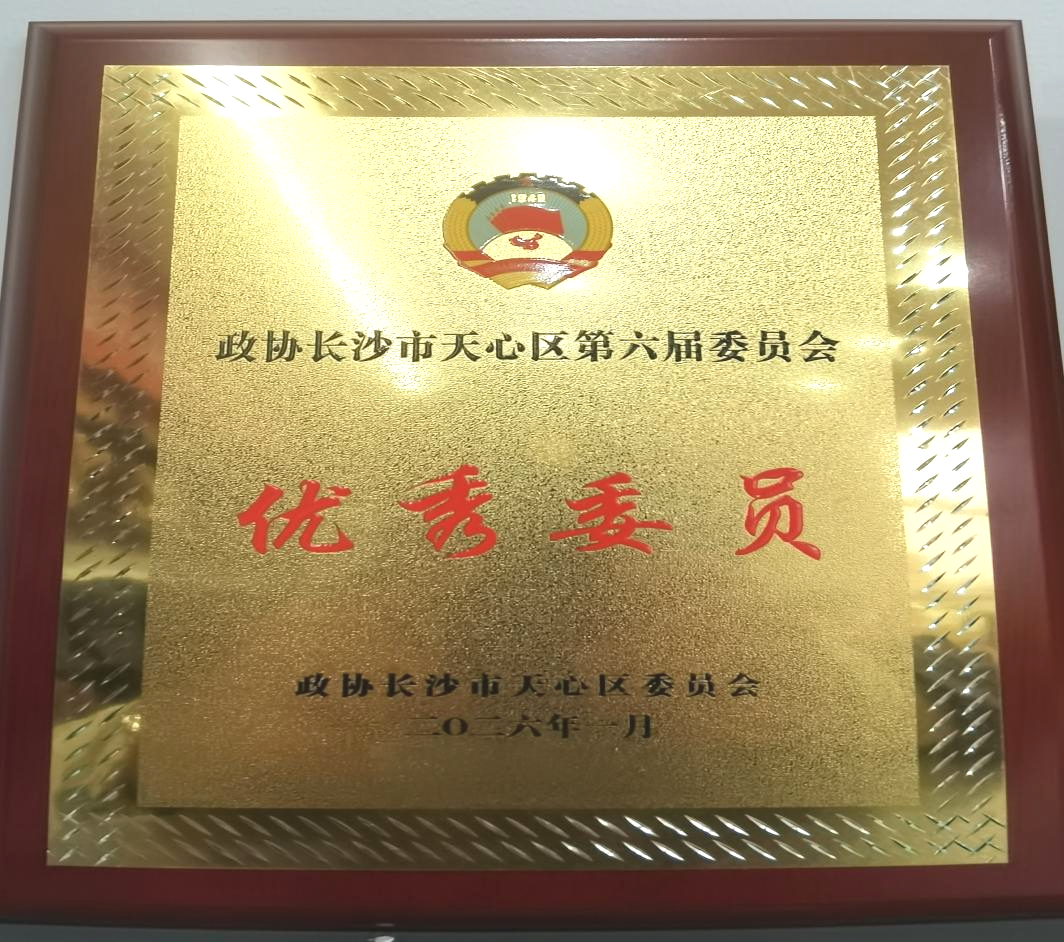 政协长沙市天心区第六届委员会
优秀委员
政协长沙市天心区委员会
二〇二六年一月